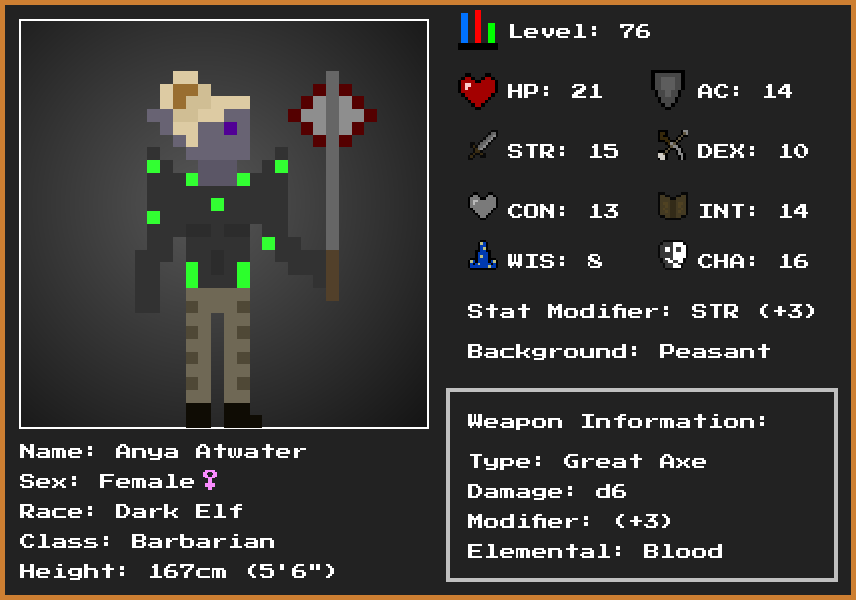 Level: 76
HP: 21 AC: 14
STR: 15 DEX: 10
CON: 13 INT: 14
WIS: 8 CHA: 16
Stat Modifier: STR (+3)
Background: Peasant
Weapon Information:
Type: Great Axe
Damage: d6
Modifier: (+3)
Elemental: Blood
Name: Anya Atwater
Sex: Female♀
Race: Dark Elf
Class: Barbarian
Height: 167cm (5'6")